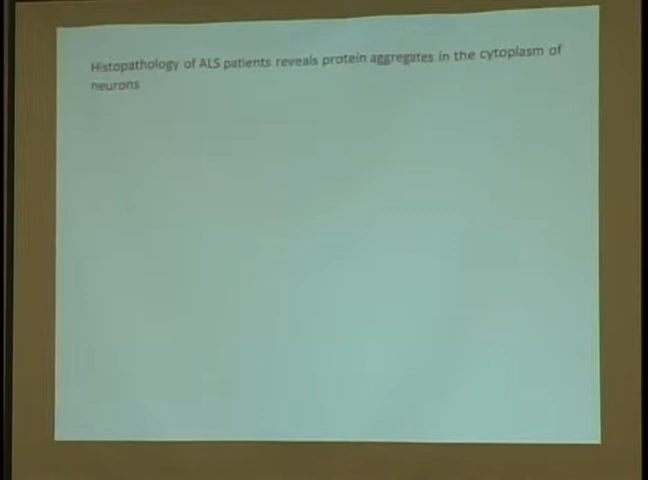 Histopathology of ALS patients reveals protein aggregates in the cytoplasm of
neurons